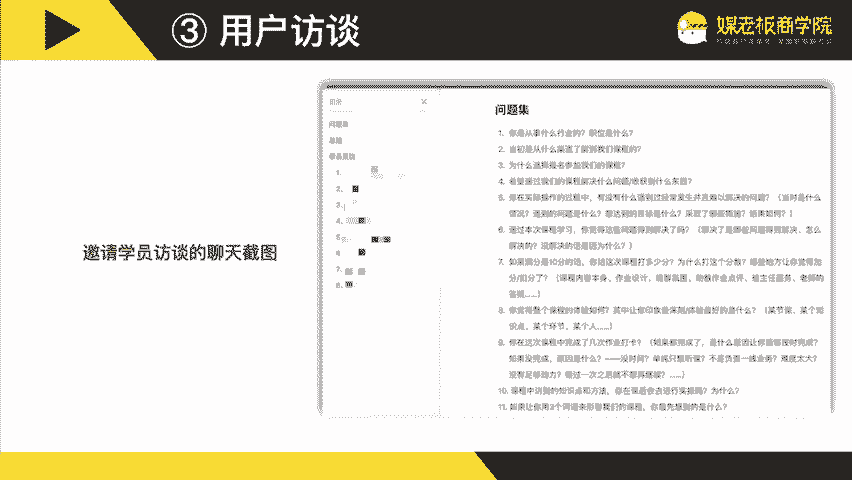 ③ 用户访谈
媒老板商学院
邀请学员访谈的聊天截图
目录
问题集
总结
学员反馈
1.
2.
3.
4.
5.
6
7.
8.
问题集
1. 你是从事什么行业的？职位是什么？
2. 当初是从什么渠道了解到我们课程的？
3. 为什么选择报名参加我们的课程？
4. 希望通过我们的课程解决什么问题/收获到什么东西？
5. 你在实际操作的过程中，有没有什么遇到过经常发生并且难以解决的问题？（当时是什么
情况？遇到的问题是什么？想达到的目标是什么？采取了哪些措施？结果如何？）
6. 通过本次课程学习，你觉得这些问题得到解决了吗？（解决了是哪些问题得到解决、怎么
解决的？没解决的话是因为什么？）
7. 如果满分是10分的话，你给这次课程打多少分？为什么打这个分数？哪些地方让你觉得加
分/扣分了？（课程内容本身、作业设计、社群氛围、助教作业点评、班主任服务、老师的
答疑……）
8. 你觉得整个课程的体验如何？其中让你印象最深刻/体验最好的是什么？（某节课、某个知
识点、某个环节、某个人……）
9. 你在这次课程中完成了几次作业打卡？（如果都完成了，是什么原因让你能够按时完成？
如果没完成，原因是什么？——没时间？单纯只想听课？不是负责一线业务？难度太大？
没有足够动力？错过一次之后就不想再继续？……）
10. 课程中讲到的知识点和方法，你在课后会去进行实操吗？为什么？
11. 如果让你用3个词语来形容我们的课程，你最先想到的是什么？